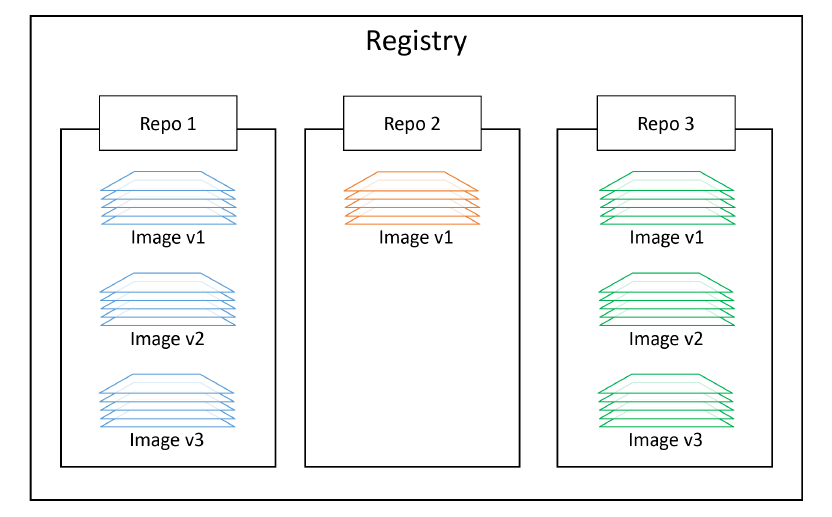 Registry
Repo 1
Image v1
Image v2
Image v3
Repo 2
Image v1
Repo 3
Image v1
Image v2
Image v3